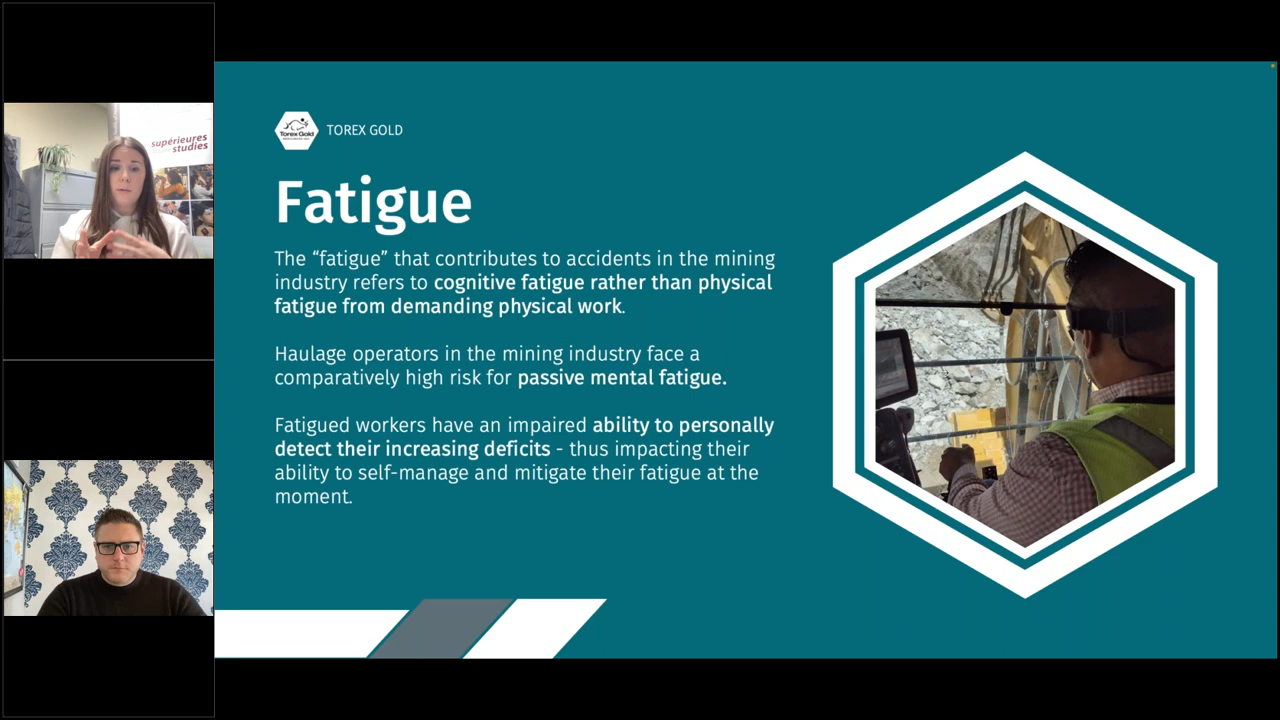 supérieures
studies
Torex Gold
TOREX GOLD
Fatigue
The “fatigue” that contributes to accidents in the mining
industry refers to cognitive fatigue rather than physical
fatigue from demanding physical work.
Haulage operators in the mining industry face a
comparatively high risk for passive mental fatigue.
Fatigued workers have an impaired ability to personally
detect their increasing deficits - thus impacting their
ability to self-manage and mitigate their fatigue at the
moment.